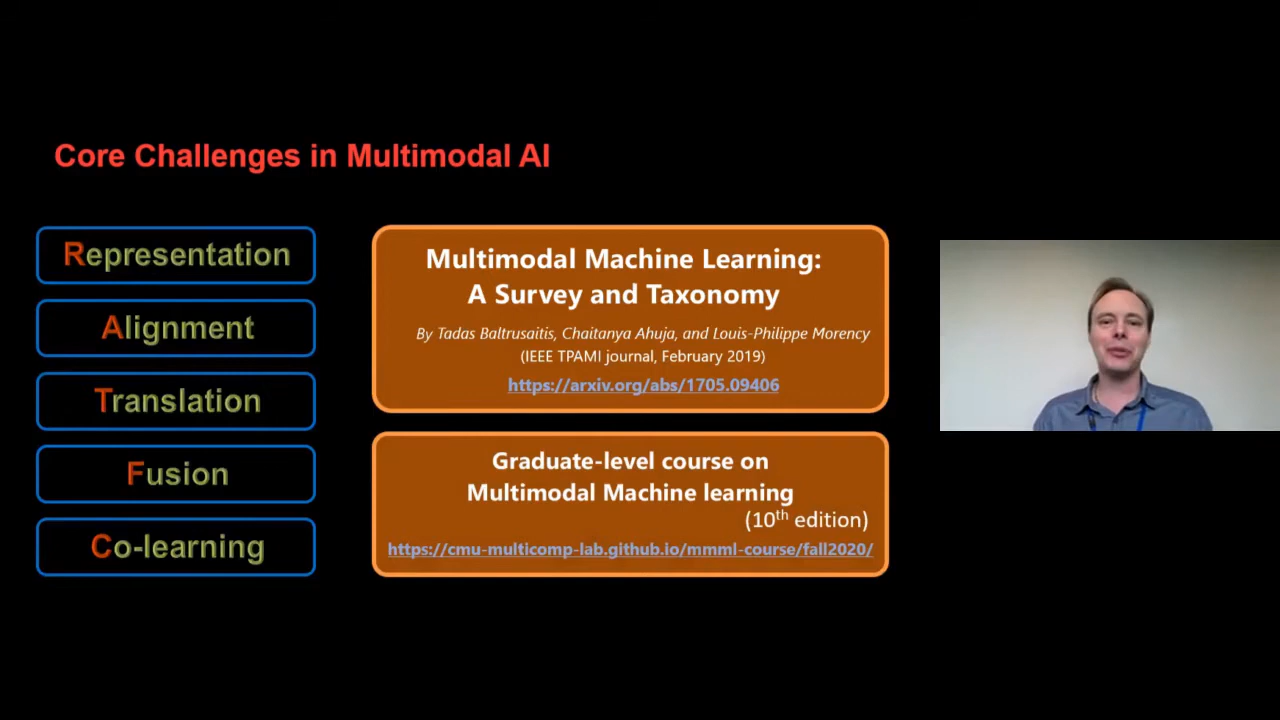 Core Challenges in Multimodal AI
Representation
Alignment
Translation
Fusion
Co-learning
Multimodal Machine Learning:
A Survey and Taxonomy
By Tadas Baltrusaitis, Chaitanya Ahuja, and Louis-Philippe Morency
(IEEE TPAMI journal, February 2019)
https://arxiv.org/abs/1705.09406
Graduate-level course on
Multimodal Machine learning
(10th edition)
https://cmu-multicomp-lab.github.io/mmml-course/fall2020/